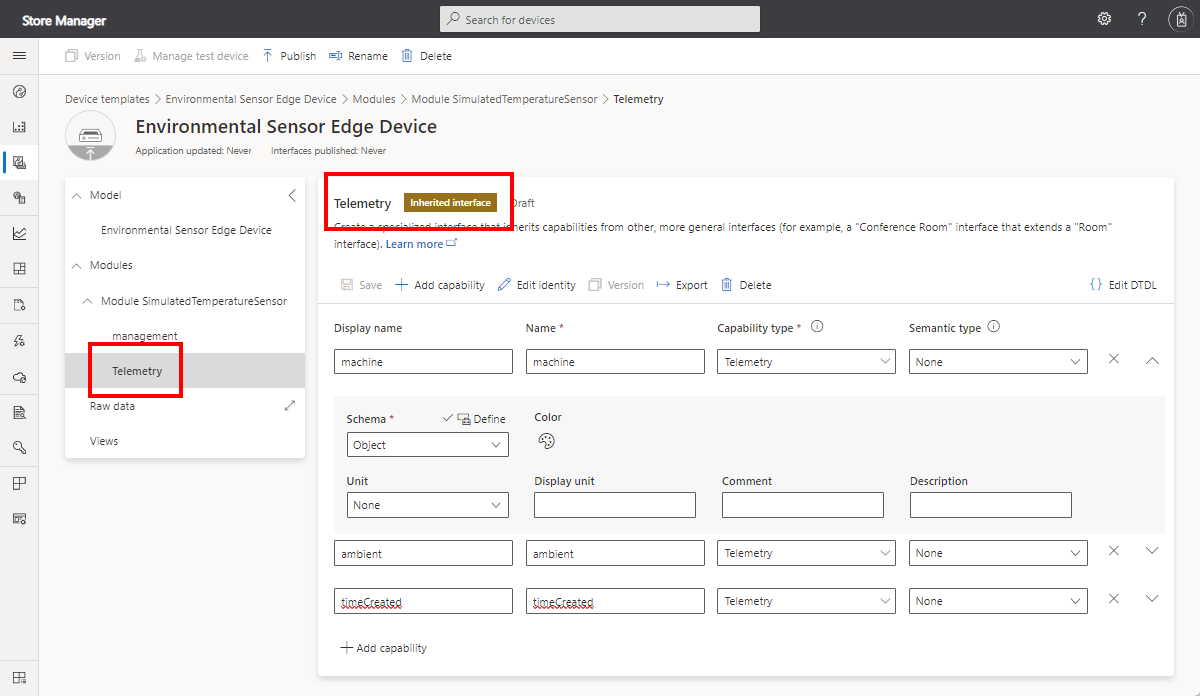 Store Manager
Search for devices
?
Version Manage test device Publish Rename Delete
Device templates > Environmental Sensor Edge Device > Modules > Module SimulatedTemperatureSensor > Telemetry
Environmental Sensor Edge Device
Application updated: Never Interfaces published: Never
Model
Environmental Sensor Edge Device
Modules
Module SimulatedTemperatureSensor
management
Telemetry
Raw data
Views
Telemetry Inherited interface Draft
Create a specialized interface that inherits capabilities from other, more general interfaces (for example, a "Conference Room" interface that extends a "Room"
interface). Learn more
Save Add capability Edit identity Version Export Delete {} Edit DTDL
Display name Name * Capability type * Semantic type
machine machine Telemetry None
Schema * Define Color
Object
Unit Display unit Comment Description
None
ambient ambient Telemetry None
timeCreated timeCreated Telemetry None
Add capability